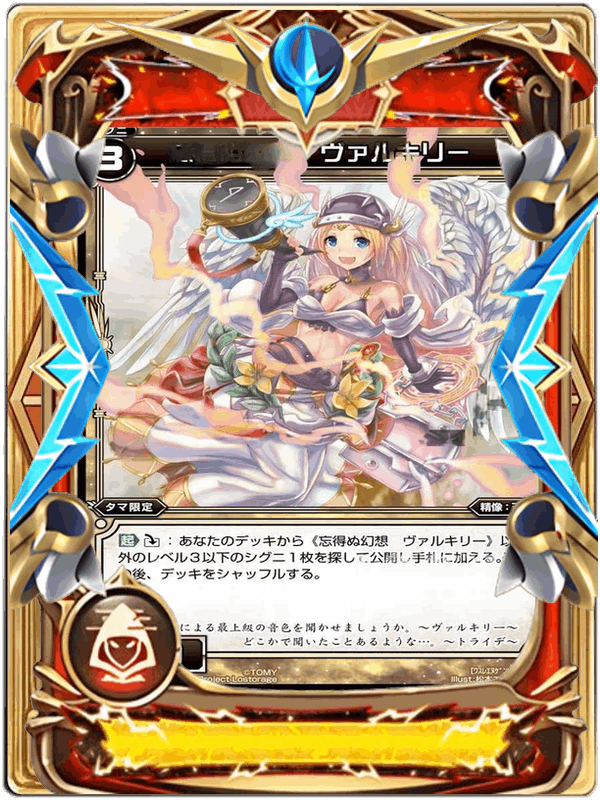 3 ヴァルキリー
タマ限定
精像:
起 : あなたのデッキから《忘得ぬ幻想　ヴァルキリー》以
外のレベル3以下のシグニ1枚を探して公開し手札に加える。
後、デッキをシャッフルする。
による最上級の音色を聞かせましょうか。～ヴァルキリー～
どこかで聞いたことあるような…。～トライデ～
©TOMY
Project Lostorage
Illust.松本